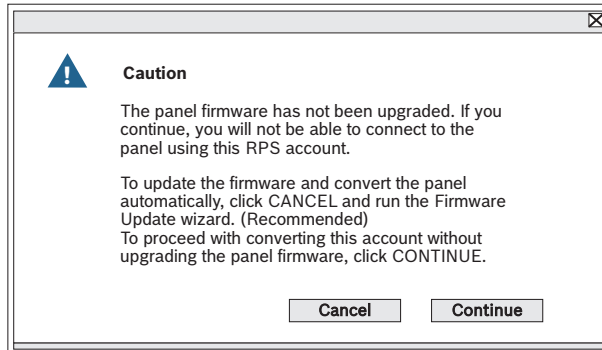 Caution
The panel firmware has not been upgraded. If you
continue, you will not be able to connect to the
panel using this RPS account.
To update the firmware and convert the panel
automatically, click CANCEL and run the Firmware
Update wizard. (Recommended)
To proceed with converting this account without
upgrading the panel firmware, click CONTINUE.
Cancel Continue